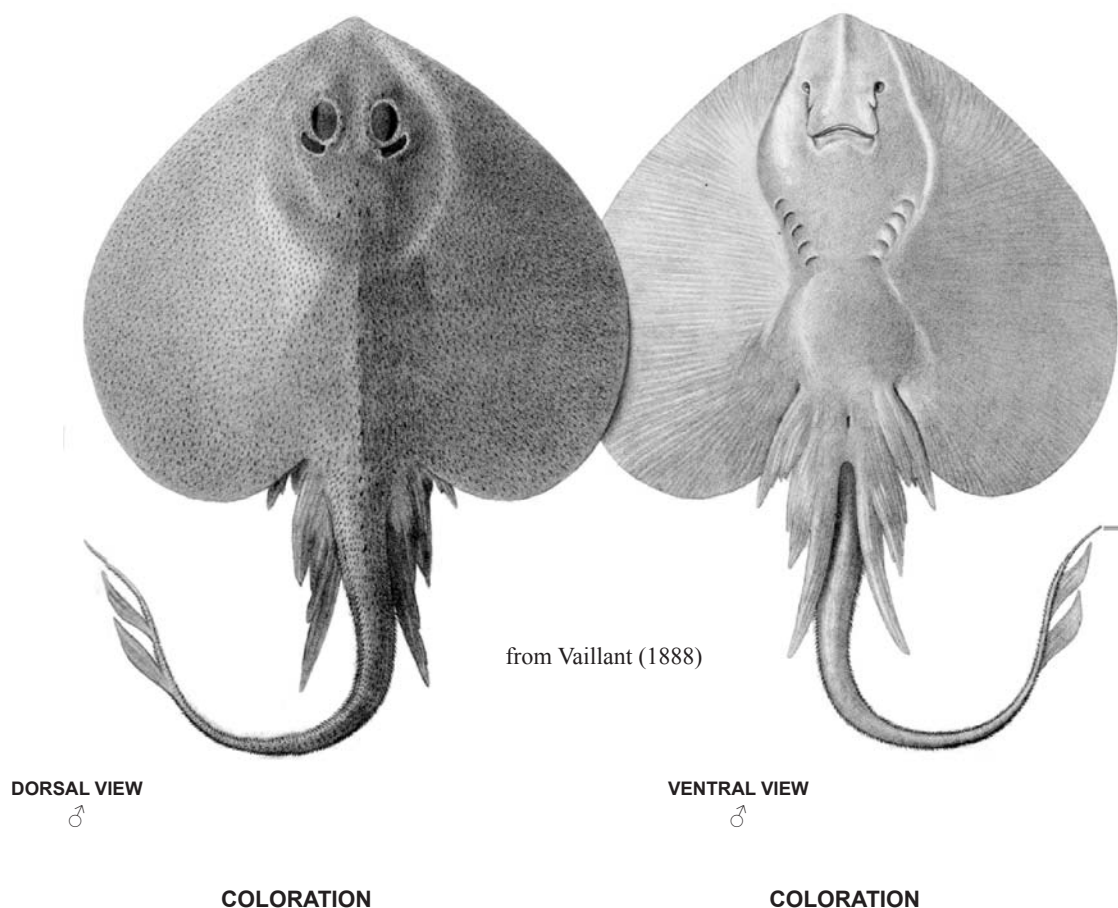 from Vaillant (1888)
DORSAL VIEW
♂
VENTRAL VIEW
♂
COLORATION
COLORATION